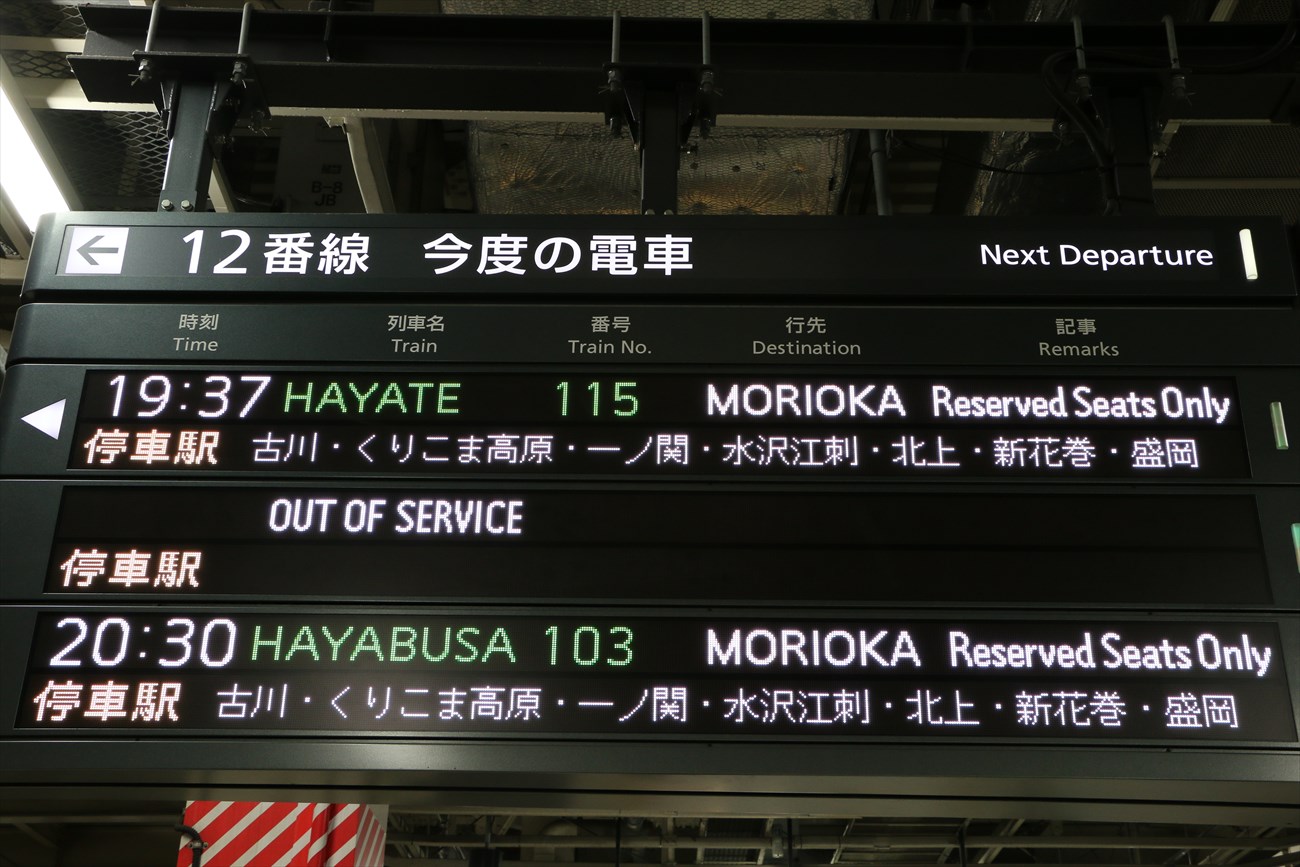 B-8
JB
12番線 今度の電車 Next Departure
時刻 列車名 番号 行先 記事
Time Train Train No. Destination Remarks
19:37 HAYATE 115 MORIOKA Reserved Seats Only
停車駅 古川・くりこま高原・一ノ関・水沢江刺・北上・新花巻・盛岡
OUT OF SERVICE
停車駅
20:30 HAYABUSA 103 MORIOKA Reserved Seats Only
停車駅 古川・くりこま高原・一ノ関・水沢江刺・北上・新花巻・盛岡